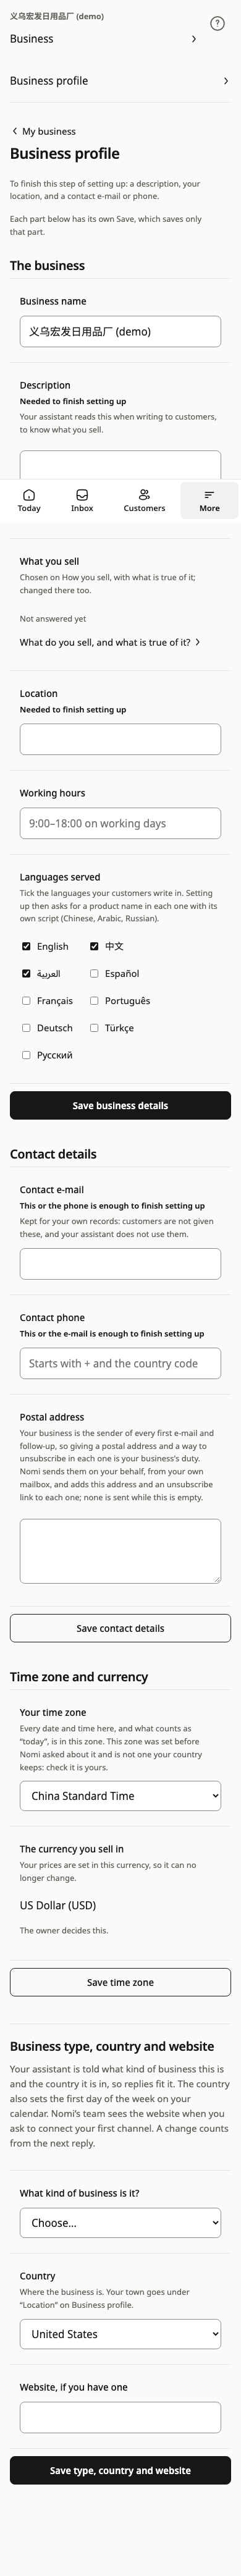 义乌宏发日用品厂 (demo)
Business
Business profile
My business
Business profile
To finish this step of setting up: a description, your
location, and a contact e-mail or phone.
Each part below has its own Save, which saves only
that part.
The business
Business name
义乌宏发日用品厂 (demo)
Description
Needed to finish setting up
Your assistant reads this when writing to customers,
to know what you sell.
Today
Inbox
Customers
More
What you sell
Chosen on How you sell, with what is true of it;
changed there too.
Not answered yet
What do you sell, and what is true of it?
Location
Needed to finish setting up
Working hours
9:00–18:00 on working days
Languages served
Tick the languages your customers write in. Setting
up then asks for a product name in each one with its
own script (Chinese, Arabic, Russian).
English
中文
العربية
Español
Français
Português
Deutsch
Türkçe
Русский
Save business details
Contact details
Contact e-mail
This or the phone is enough to finish setting up
Kept for your own records: customers are not given
these, and your assistant does not use them.
Contact phone
This or the e-mail is enough to finish setting up
Starts with + and the country code
Postal address
Your business is the sender of every first e-mail and
follow-up, so giving a postal address and a way to
unsubscribe in each one is your business's duty.
Nomi sends them on your behalf, from your own
mailbox, and adds this address and an unsubscribe
link to each one; none is sent while this is empty.
Save contact details
Time zone and currency
Your time zone
Every date and time here, and what counts as
“today”, is in this zone. This zone was set before
Nomi asked about it and is not one your country
keeps: check it is yours.
China Standard Time
The currency you sell in
Your prices are set in this currency, so it can no
longer change.
US Dollar (USD)
The owner decides this.
Save time zone
Business type, country and website
Your assistant is told what kind of business this is
and the country it is in, so replies fit it. The country
also sets the first day of the week on your
calendar. Nomi's team sees the website when you
ask to connect your first channel. A change counts
from the next reply.
What kind of business is it?
Choose…
Country
Where the business is. Your town goes under
“Location” on Business profile.
United States
Website, if you have one
Save type, country and website